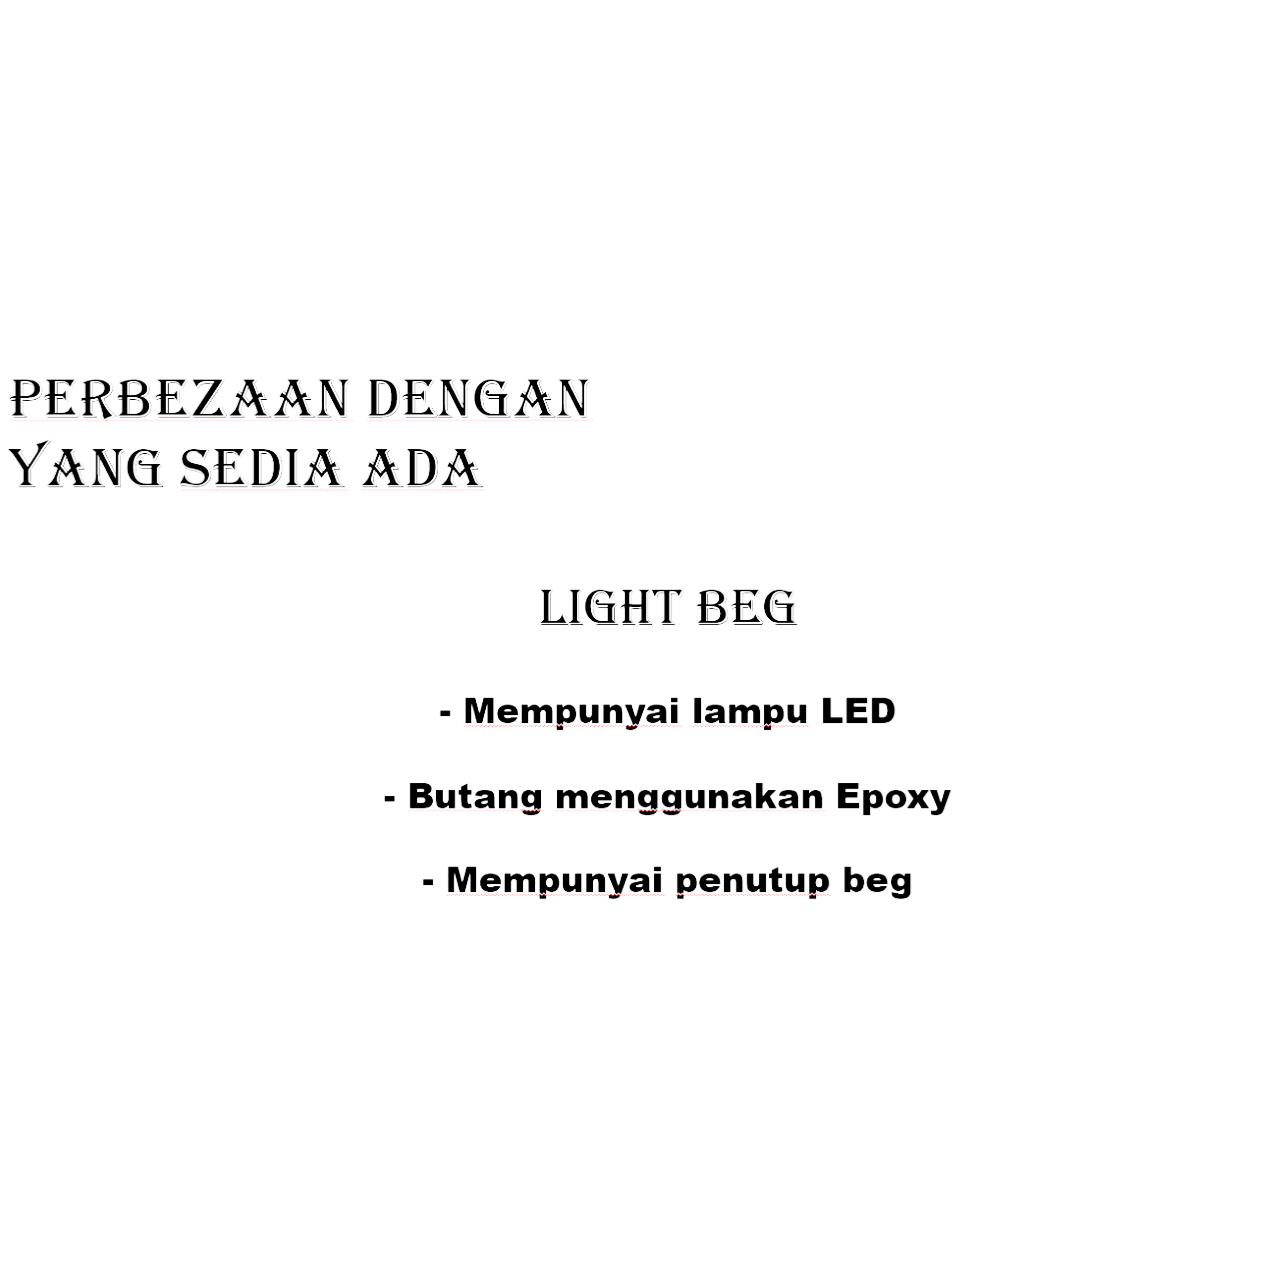 PERBEZAAN DENGAN
YANG SEDIA ADA
LIGHT BEG
- Mempunyai lampu LED
- Butang menggunakan Epoxy
- Mempunyai penutup beg